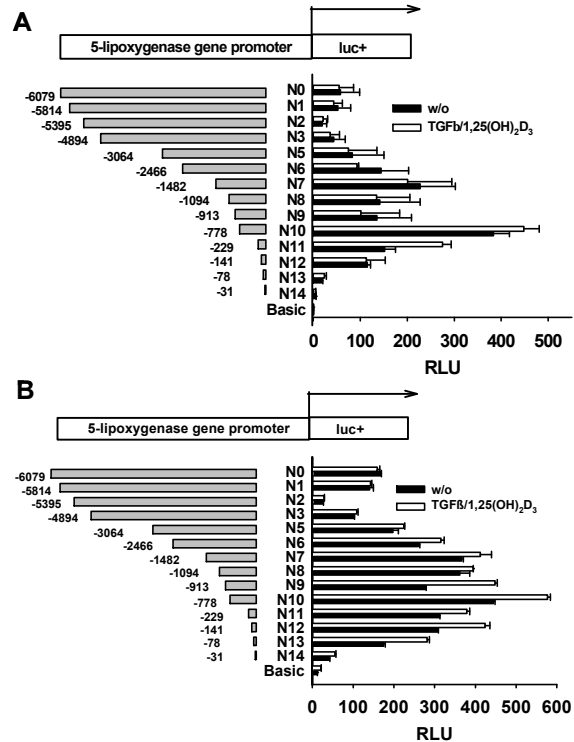 A
5-lipoxygenase gene promoter luc+
-6079 N0
-5814 N1
-5395 N2
-4894 N3
-3064 N5
-2466 N6
-1482 N7
-1094 N8
-913 N9
-778 N10
-229 N11
-141 N12
-78 N13
-31 N14
Basic
w/o
TGFb/1,25(OH)₂D₃
0 100 200 300 400 500
RLU
B
5-lipoxygenase gene promoter luc+
-6079 N0
-5814 N1
-5395 N2
-4894 N3
-3064 N5
-2466 N6
-1482 N7
-1094 N8
-913 N9
-778 N10
-229 N11
-141 N12
-78 N13
-31 N14
Basic
w/o
TGFß/1,25(OH)₂D₃
0 100 200 300 400 500 600
RLU